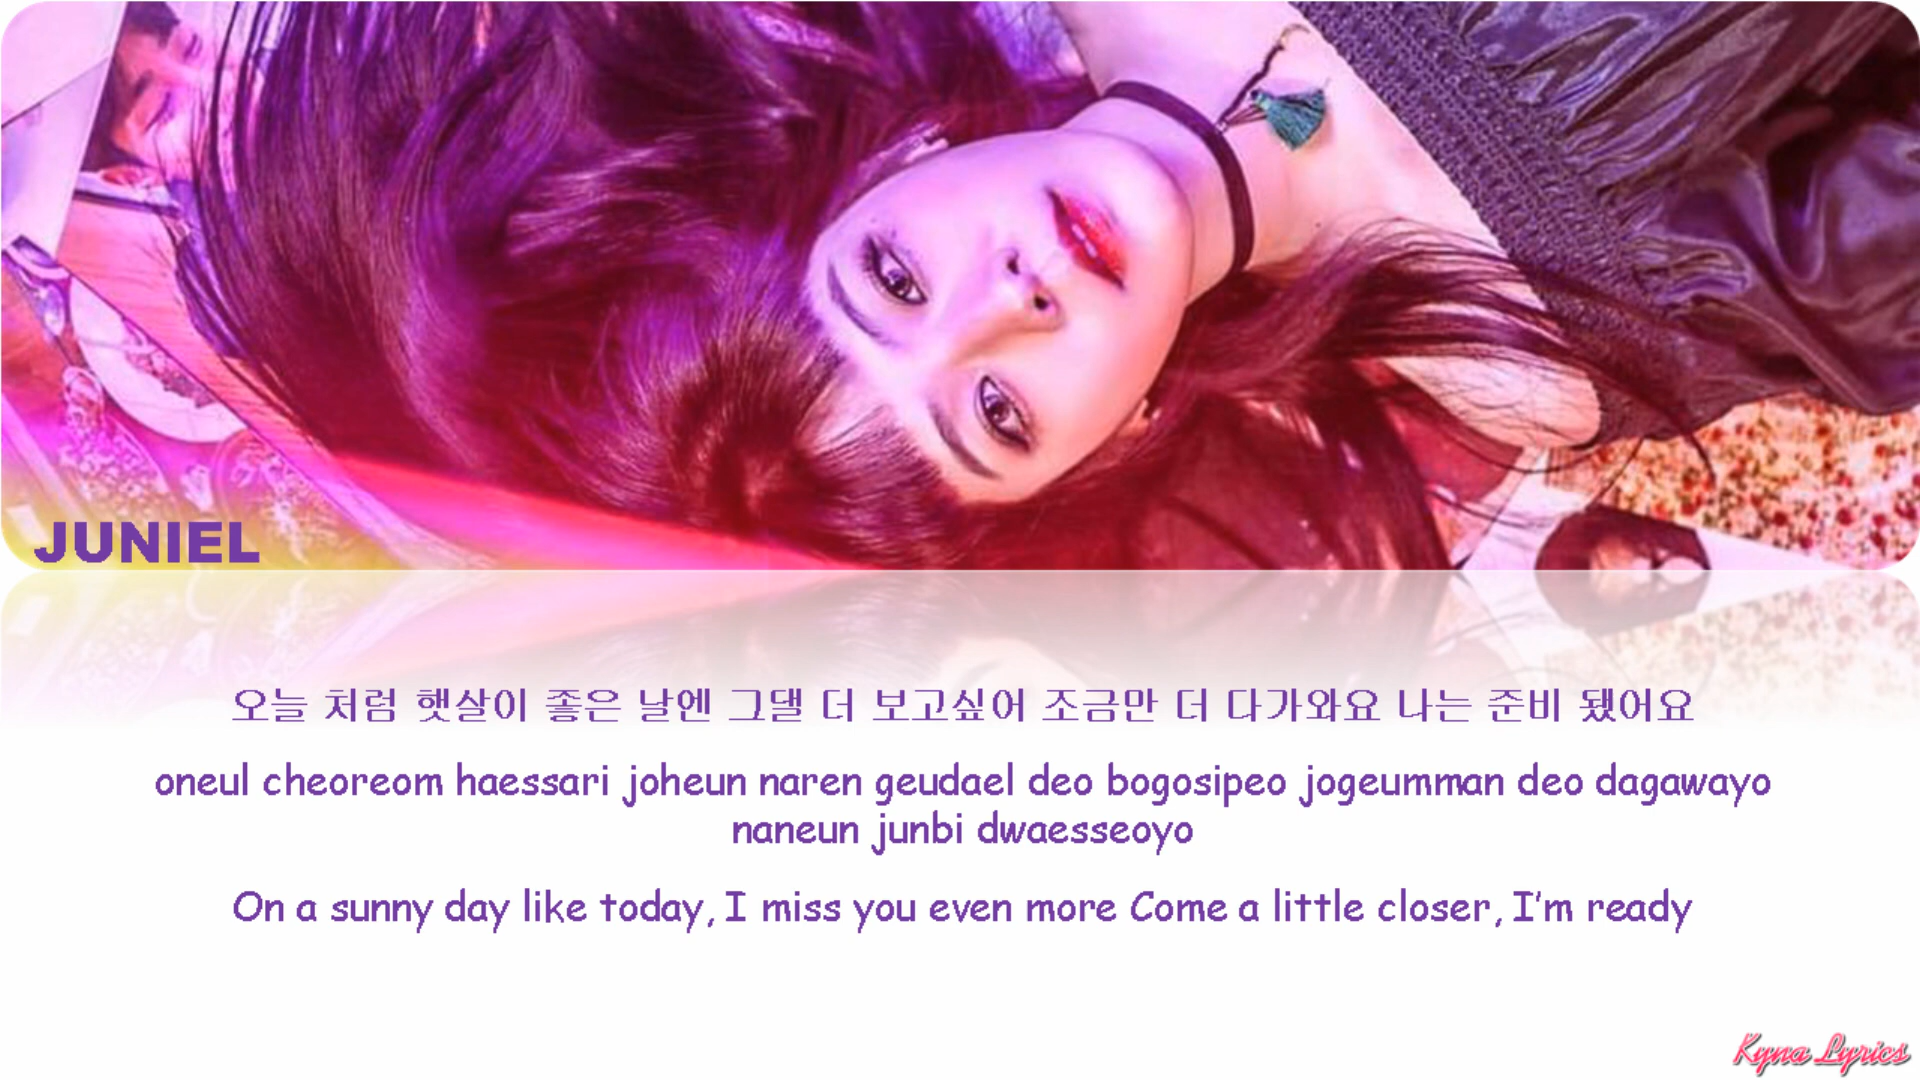 JUNIEL
오늘 처럼 햇살이 좋은 날엔 그댈 더 보고싶어 조금만 더 다가와요 나는 준비 됐어요
oneul cheoreom haessari joheun naren geudael deo bogosipeo jogeumman deo dagawayo
naneun junbi dwaesseoyo
On a sunny day like today, I miss you even more Come a little closer, I'm ready
Kyna Lyrics